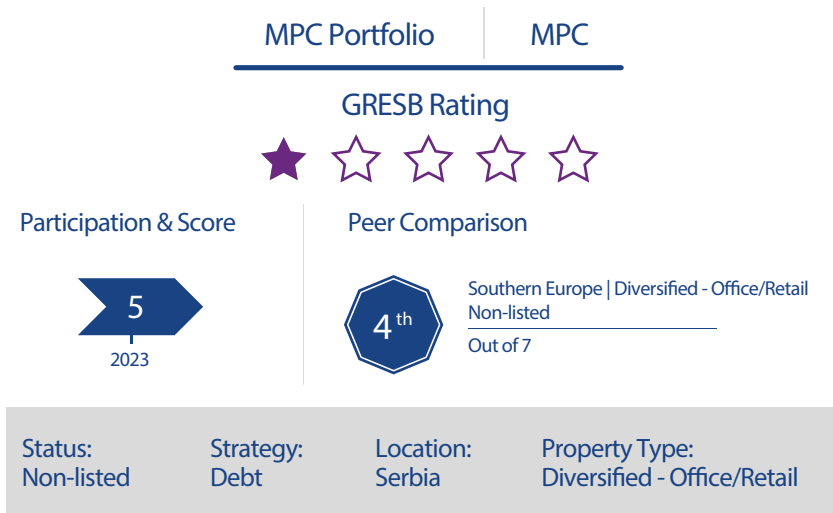 MPC Portfolio
MPC
GRESB Rating
Participation & Score
5
2023
Peer Comparison
4th
Southern Europe | Diversified - Office/Retail
Non-listed
Out of 7
Status:
Non-listed
Strategy:
Debt
Location:
Serbia
Property Type:
Diversified - Office/Retail